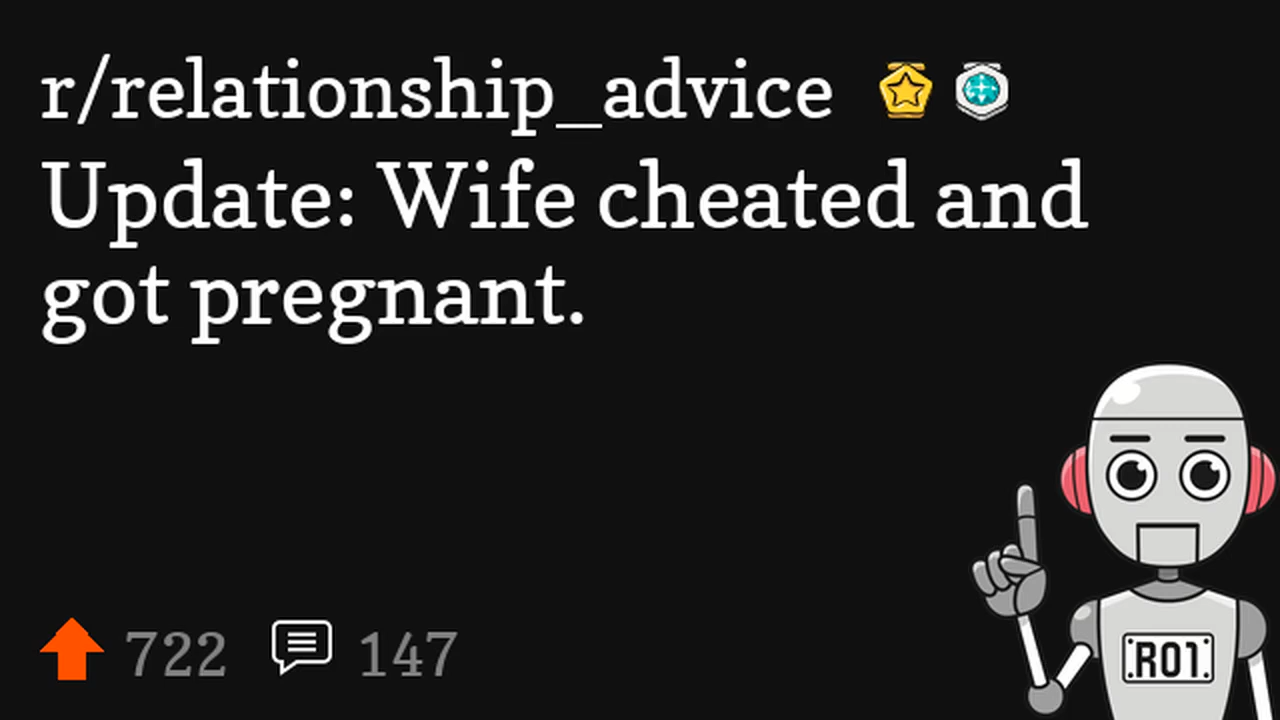 r/relationship_advice
Update: Wife cheated and
got pregnant.
722 147
R01